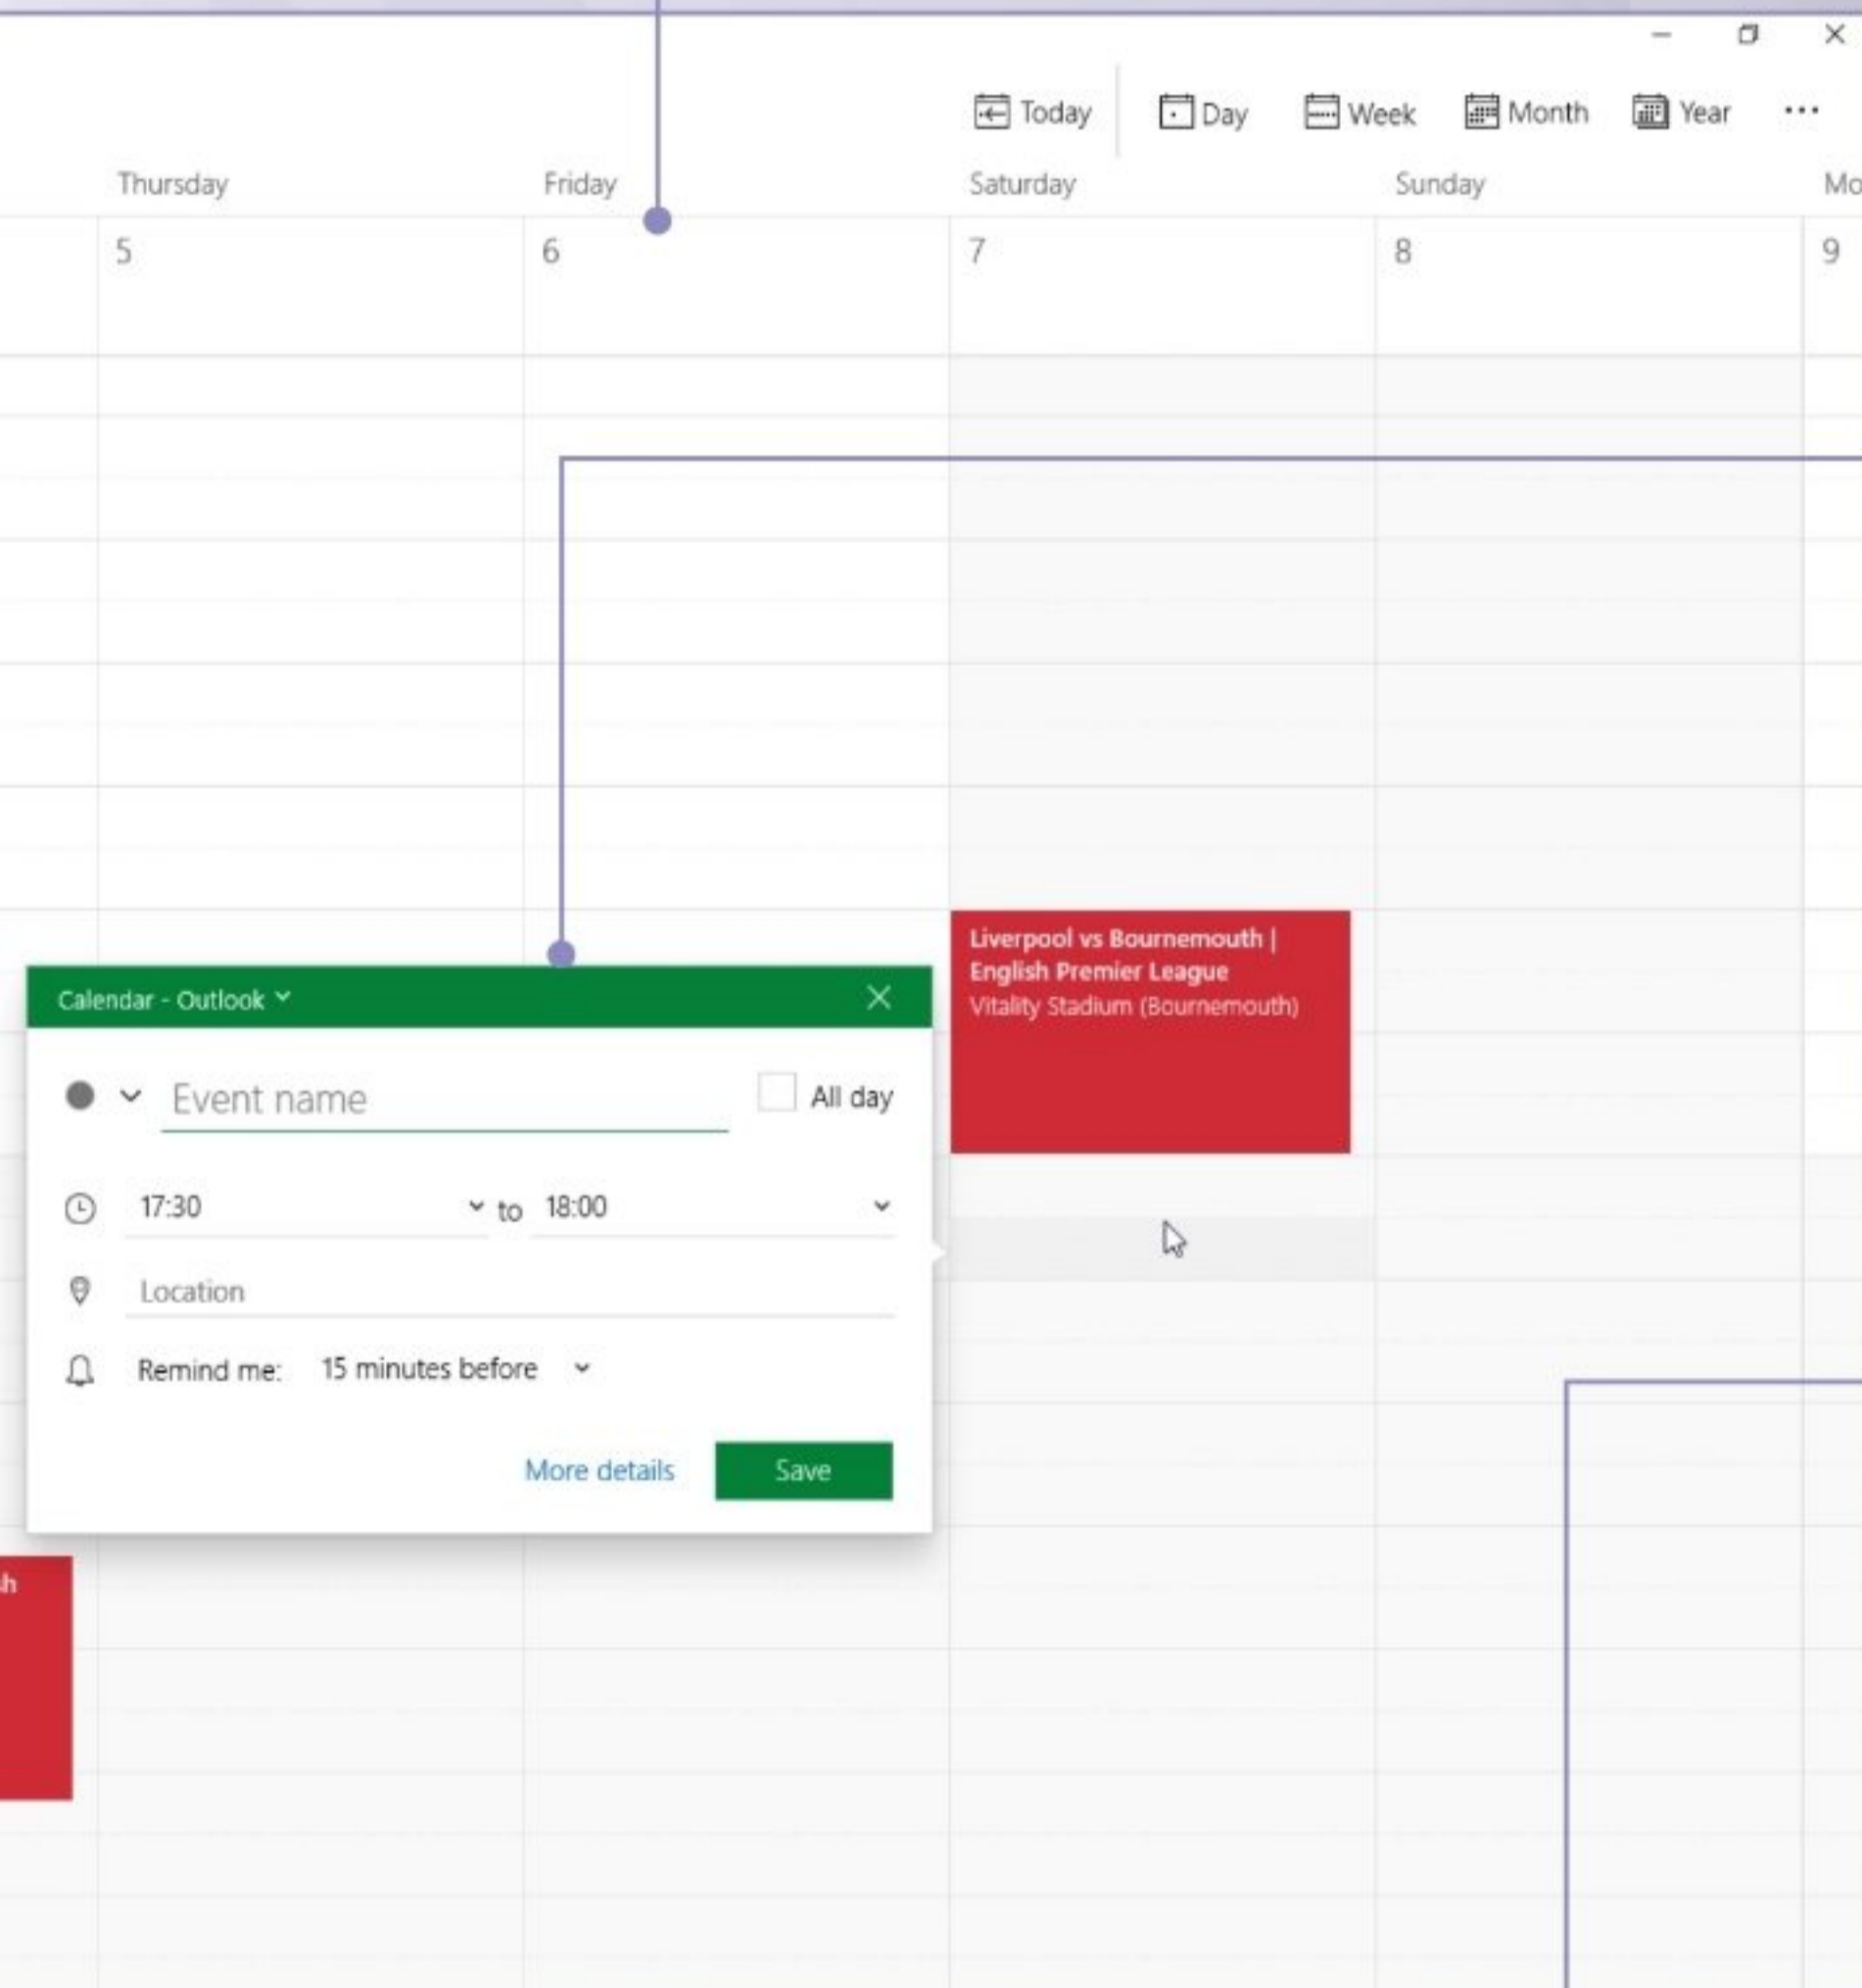 Today Day Week Month Year
Thursday Friday Saturday Sunday Mo
5 6 7 8 9
Liverpool vs Bournemouth |
English Premier League
Vitality Stadium (Bournemouth)
Calendar - Outlook
Event name All day
17:30 to 18:00
Location
Remind me: 15 minutes before
More details Save
sh